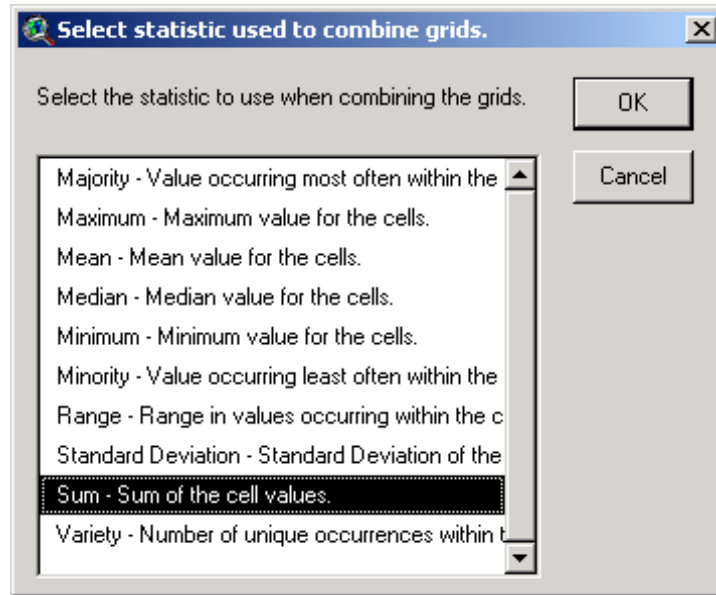 Select statistic used to combine grids.
Select the statistic to use when combining the grids.
OK
Cancel
Majority - Value occurring most often within the
Maximum - Maximum value for the cells.
Mean - Mean value for the cells.
Median - Median value for the cells.
Minimum - Minimum value for the cells.
Minority - Value occurring least often within the
Range - Range in values occurring within the c
Standard Deviation - Standard Deviation of the
Sum - Sum of the cell values.
Variety - Number of unique occurrences within t